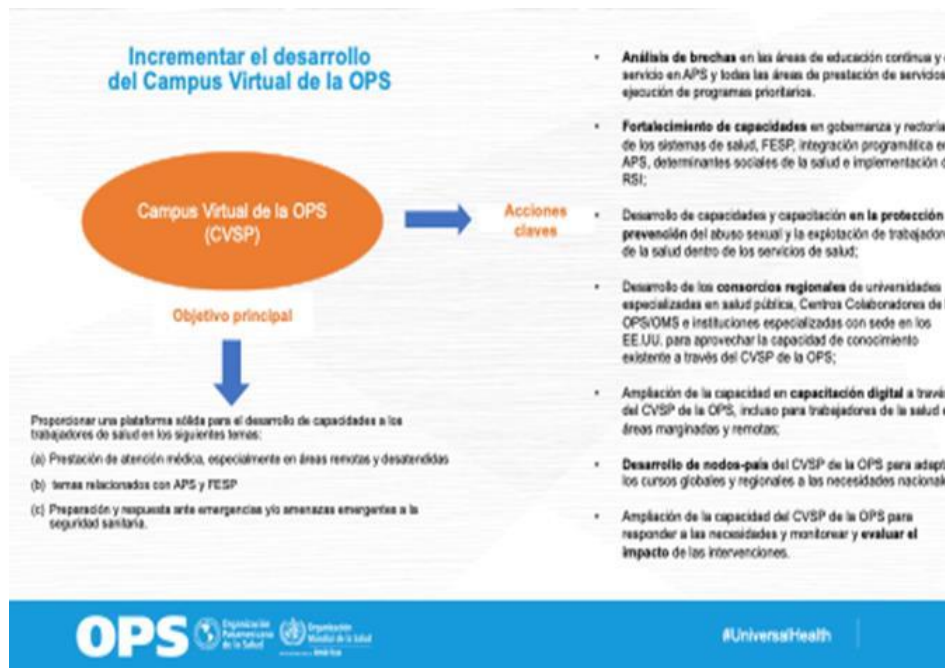 Incrementar el desarrollo
del Campus Virtual de la OPS
Campus Virtual de la OPS
(CVSP)
Acciones
claves
Objetivo principal
Proporcionar una plataforma sólida para el desarrollo de capacidades a los
trabajadores de salud en los siguientes temas:
(a) Prestación de atención médica, especialmente en áreas remotas y desatendidas
(b) temas relacionados con APS y FESP
(c) Preparación y respuesta ante emergencias y/o amenazas emergentes a la
seguridad sanitaria.
• Análisis de brechas en las áreas de educación continua y
servicio en APS y todas las áreas de prestación de servicios
ejecución de programas prioritarios.
• Fortalecimiento de capacidades en gobernanza y rectoría
de los sistemas de salud, FESP, integración programática en
APS, determinantes sociales de la salud e implementación
RSI;
• Desarrollo de capacidades y capacitación en la protección
prevención del abuso sexual y la explotación de trabajador
de la salud dentro de los servicios de salud;
• Desarrollo de los consorcios regionales de universidades
especializadas en salud pública, Centros Colaboradores de
OPS/OMS e instituciones especializadas con sede en los
EE.UU. para aprovechar la capacidad de conocimiento
existente a través del CVSP de la OPS;
• Ampliación de la capacidad en capacitación digital a
del CVSP de la OPS, incluso para trabajadores de la salud
áreas marginadas y remotas;
• Desarrollo de nodos-país del CVSP de la OPS para
los cursos globales y regionales a las necesidades
• Ampliación de la capacidad del CVSP de la OPS para
responder a las necesidades y monitorear y evaluar el
impacto de las intervenciones.
OPS
Organización
Panamericana
de la Salud
Organización
Mundial de la Salud
#UniversalHealth